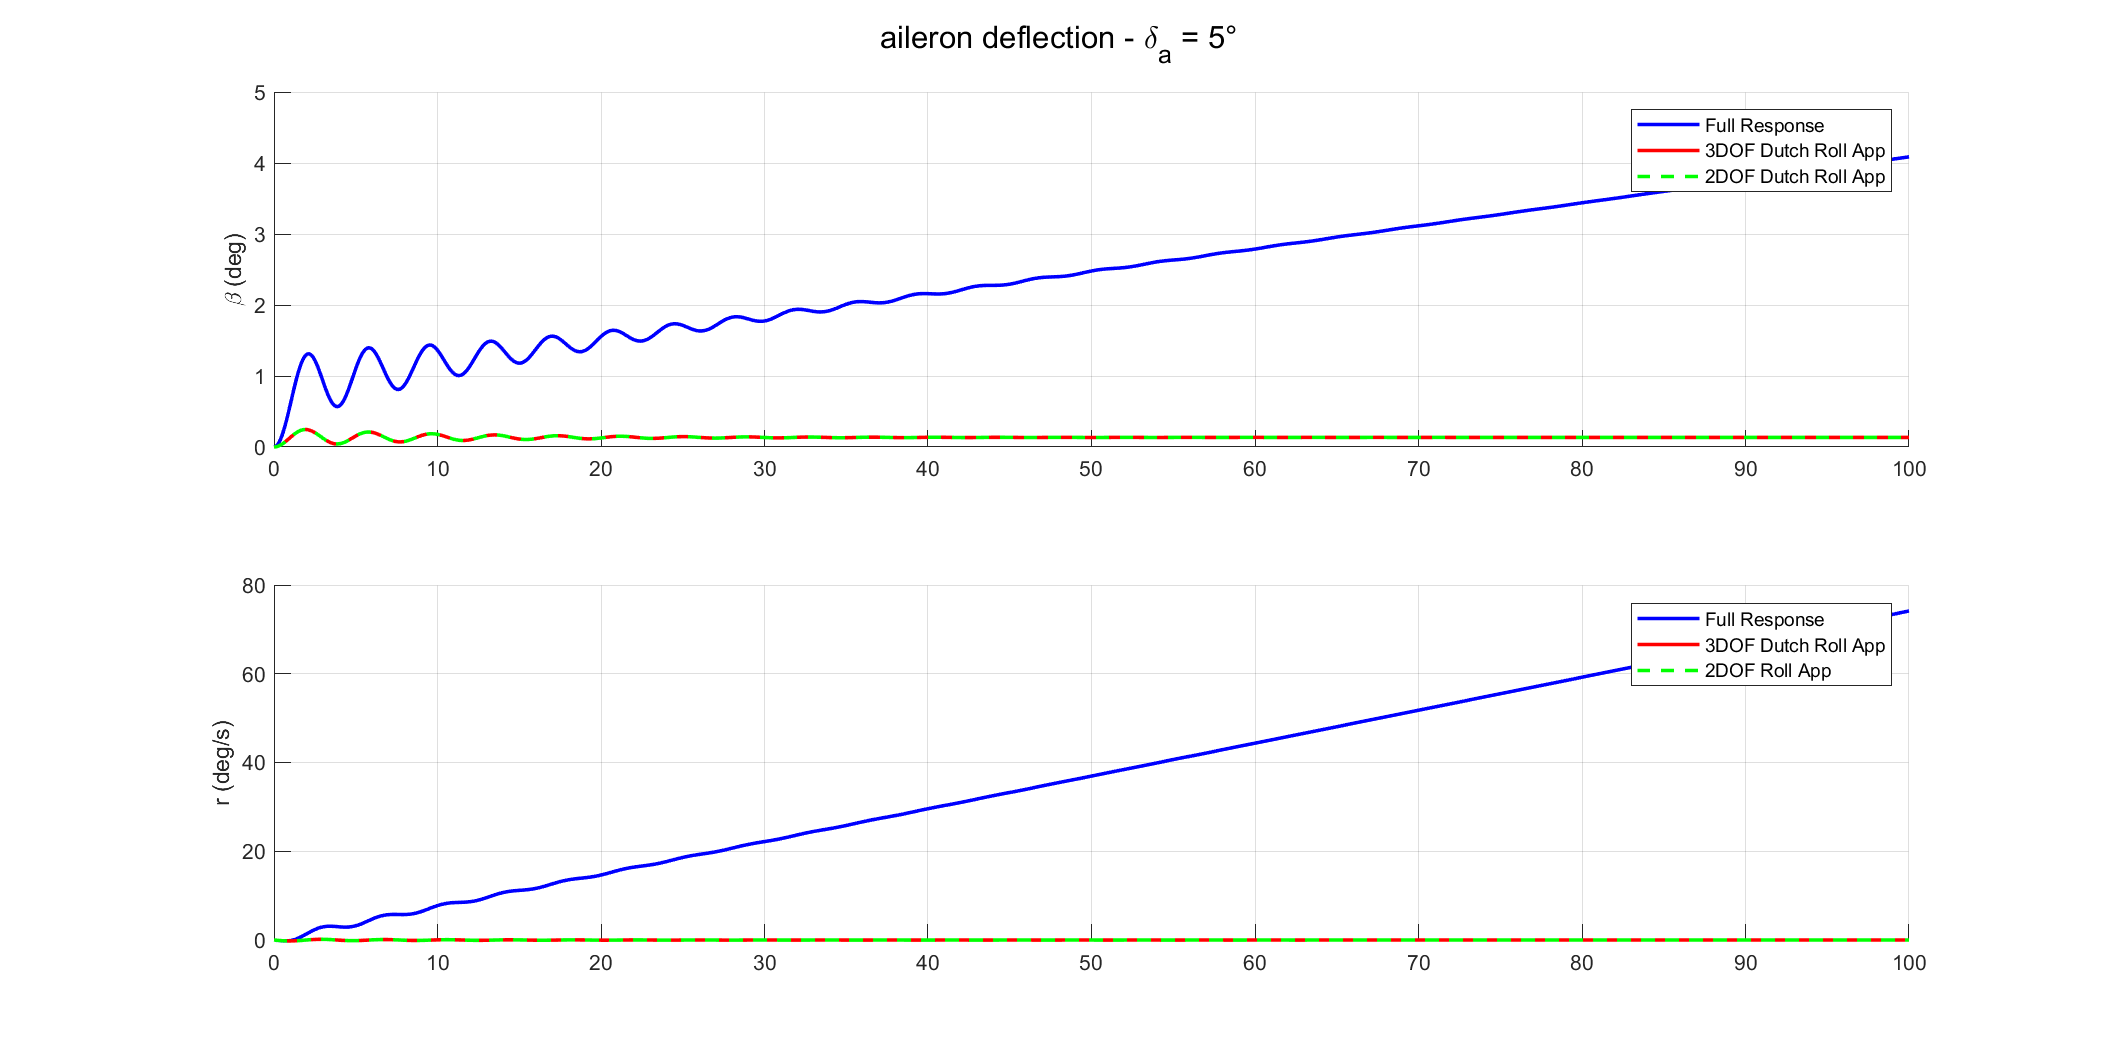 aileron deflection - δa = 5°
5
4
3
2
1
0
β (deg)
0 10 20 30 40 50 60 70 80 90 100
Full Response
3DOF Dutch Roll App
2DOF Dutch Roll App
80
60
40
20
0
r (deg/s)
0 10 20 30 40 50 60 70 80 90 100
Full Response
3DOF Dutch Roll App
2DOF Roll App